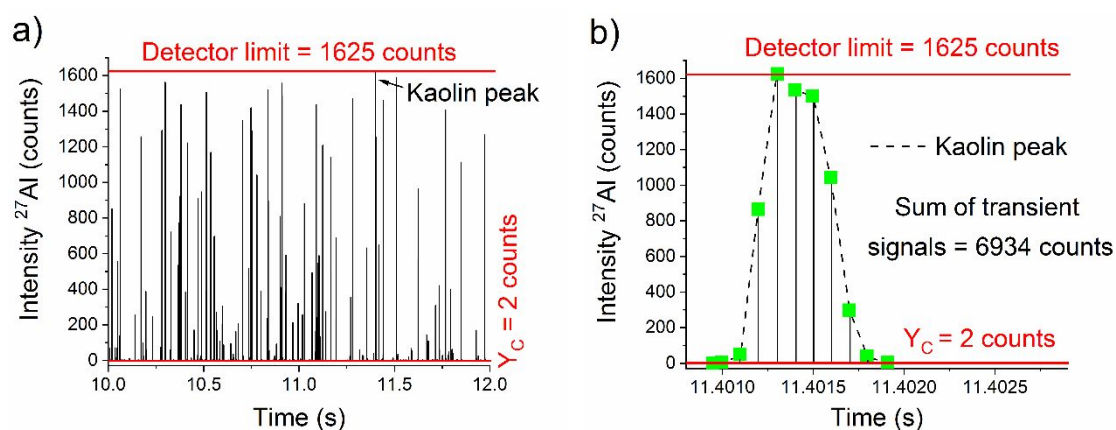 a)
Detector limit = 1625 counts
Kaolin peak
Intensity ²⁷Al (counts)
1600
1400
1200
1000
800
600
400
200
0
Y_C = 2 counts
10.0 10.5 11.0 11.5 12.0
Time (s)
b)
Detector limit = 1625 counts
Intensity ²⁷Al (counts)
1600
1400
1200
1000
800
600
400
200
0
Kaolin peak
Sum of transient
signals = 6934 counts
Y_C = 2 counts
11.4010 11.4015 11.4020 11.4025
Time (s)